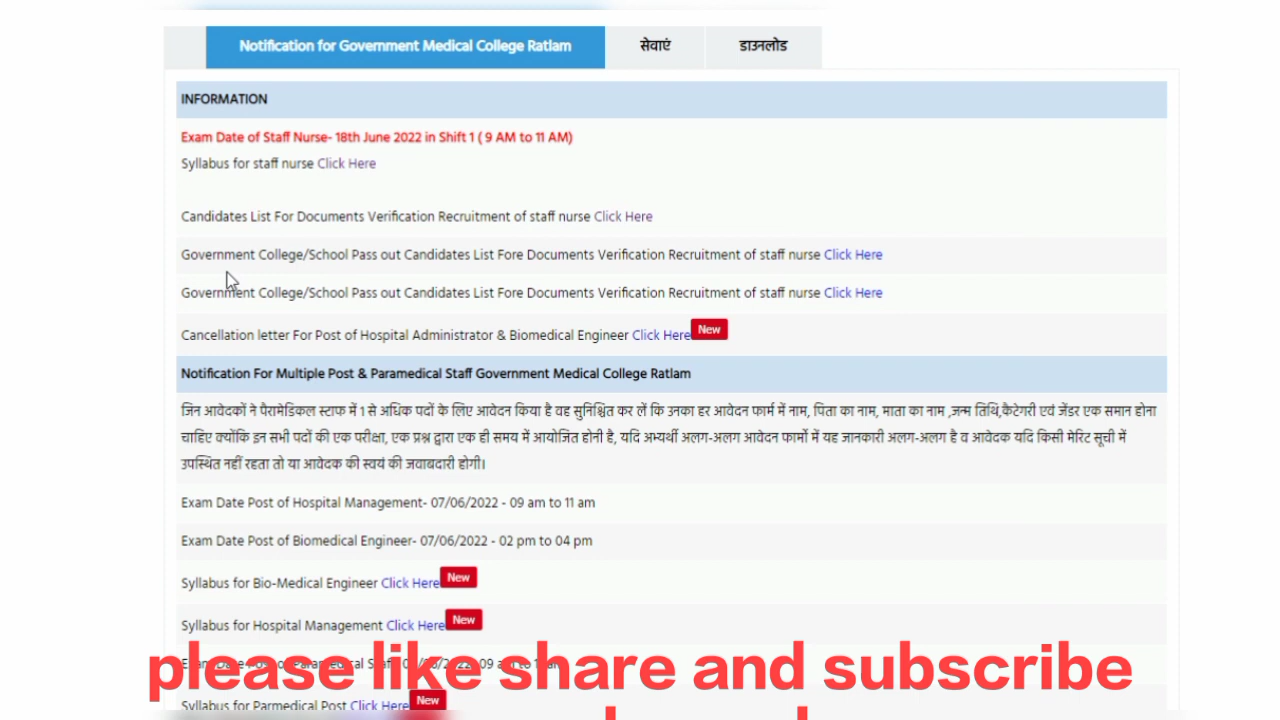 Notification for Government Medical College Ratlam
सेवाएं
डाउनलोड
INFORMATION
Exam Date of Staff Nurse- 18th June 2022 in Shift 1 ( 9 AM to 11 AM)
Syllabus for staff nurse Click Here
Candidates List For Documents Verification Recruitment of staff nurse Click Here
Government College/School Pass out Candidates List Fore Documents Verification Recruitment of staff nurse Click Here
Government College/School Pass out Candidates List Fore Documents Verification Recruitment of staff nurse Click Here
Cancellation letter For Post of Hospital Administrator & Biomedical Engineer Click Here New
Notification For Multiple Post & Paramedical Staff Government Medical College Ratlam
जिन आवेदकों ने पैरामेडिकल स्टाफ में 1 से अधिक पदों के लिए आवेदन किया है वह सुनिश्चित कर लें कि उनका हर आवेदन फार्म में नाम, पिता का नाम, माता का नाम ,जन्म तिथि,कैटेगरी एवं जेंडर एक समान होना
चाहिए क्योंकि इन सभी पदों की एक परीक्षा, एक प्रश्न द्वारा एक ही समय में आयोजित होनी है, यदि अभ्यर्थी अलग-अलग आवेदन फार्मो में यह जानकारी अलग-अलग है व आवेदक यदि किसी मेरिट सूची में
उपस्थित नहीं रहता तो या आवेदक की स्वयं की जवाबदारी होगी।
Exam Date Post of Hospital Management- 07/06/2022 - 09 am to 11 am
Exam Date Post of Biomedical Engineer- 07/06/2022 - 02 pm to 04 pm
Syllabus for Bio-Medical Engineer Click Here New
Syllabus for Hospital Management Click Here New
please like share and subscribe
Syllabus for Parmedical Post Click Here New